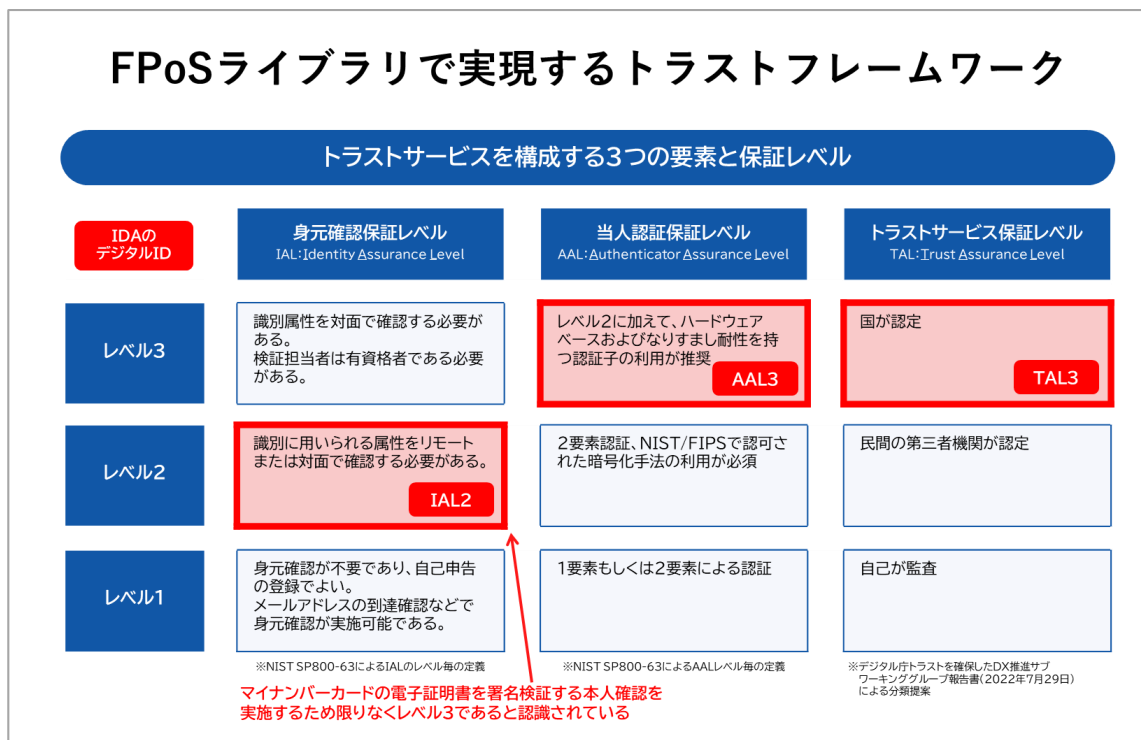 FPoSライブラリで実現するトラストフレームワーク
トラストサービスを構成する3つの要素と保証レベル
IDAの
デジタルID
身元確認保証レベル
IAL:Identity Assurance Level
当人認証保証レベル
AAL:Authenticator Assurance Level
トラストサービス保証レベル
TAL:Trust Assurance Level
レベル3
識別属性を対面で確認する必要が
ある。
検証担当者は有資格者である必要
がある。
レベル2に加えて、ハードウェア
ベースおよびなりすまし耐性を持
つ認証子の利用が推奨
AAL3
国が認定
TAL3
レベル2
識別に用いられる属性をリモート
または対面で確認する必要がある。
IAL2
2要素認証、NIST/FIPSで認可さ
れた暗号化手法の利用が必須
民間の第三者機関が認定
レベル1
身元確認が不要であり、自己申告
の登録でよい。
メールアドレスの到達確認などで
身元確認が実施可能である。
1要素もしくは2要素による認証
自己が監査
※NIST SP800-63によるIALのレベル毎の定義
※NIST SP800-63によるAALレベル毎の定義
※デジタル庁トラストを確保したDX推進サブ
ワーキンググループ報告書(2022年7月29日)
による分類提案
マイナンバーカードの電子証明書を署名検証する本人確認を
実施するため限りなくレベル3であると認識されている